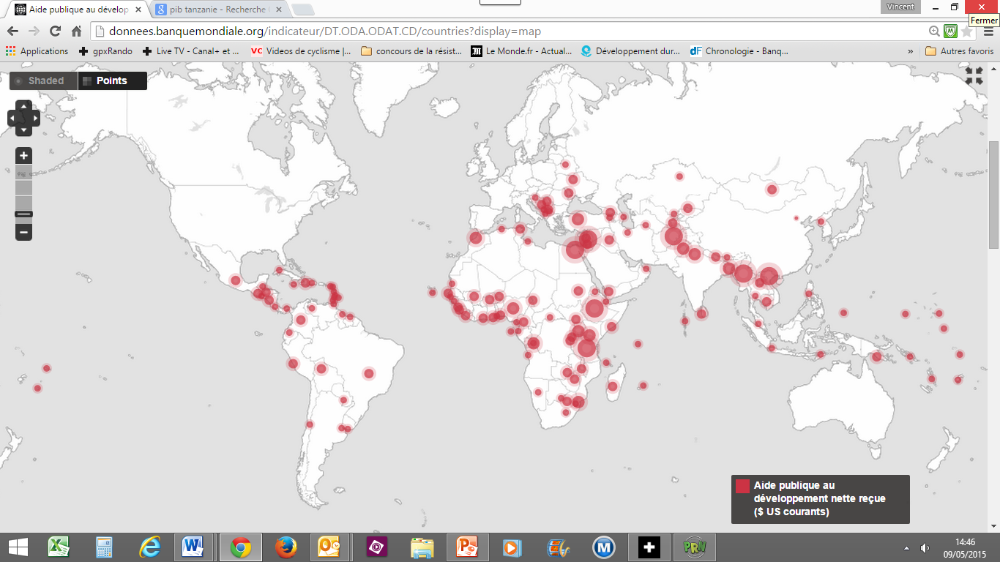 Aide publique au dévelop
pib tanzanie - Recherche
Vincent
Fermer
donnees.banquemondiale.org/indicateur/DT.ODA.ODAT.CD/countries?display=map
Applications
gpxRando
Live TV - Canal+ et ...
VC Videos de cyclisme |...
concours de la résist...
Le Monde.fr - Actual...
Développement dur...
dF Chronologie - Banq...
»
Autres favoris
Shaded
Points
+
−
Aide publique au
développement nette reçue
($ US courants)
PRN
14:46
09/05/2015